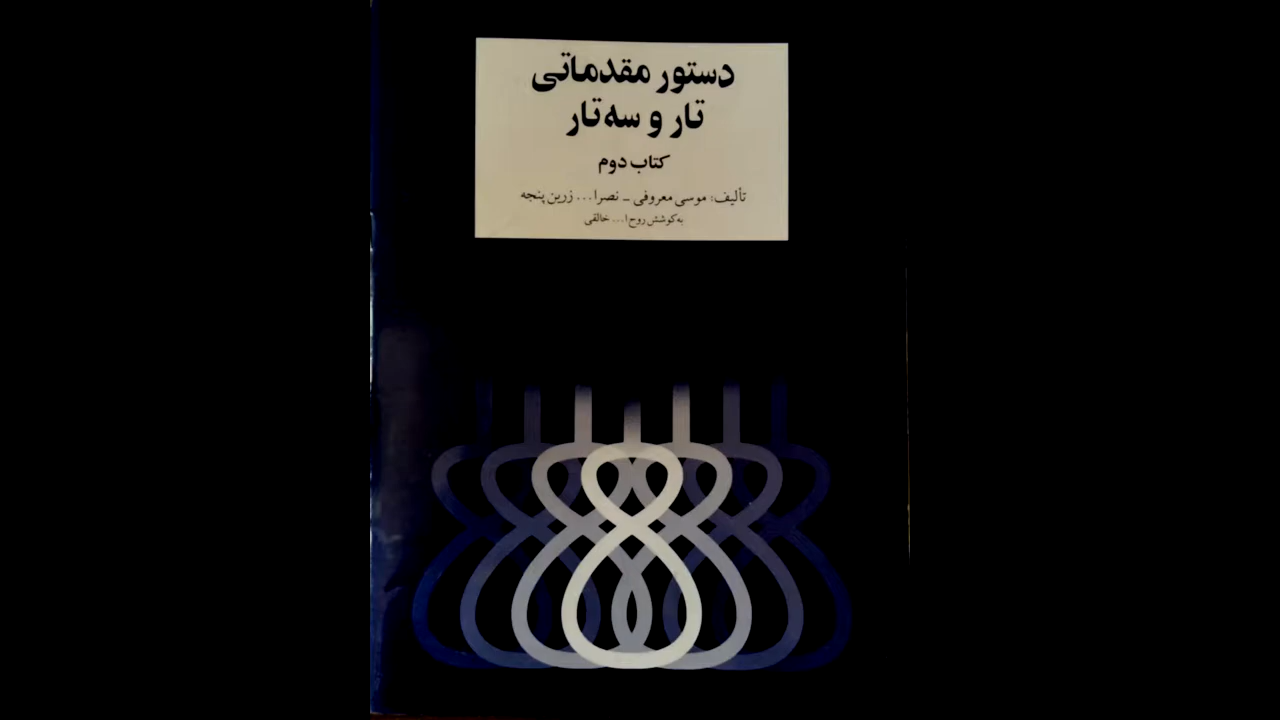 دستور مقدماتی
تار و سه‌تار
کتاب دوم
تألیف: موسی معروفی ـ نصرا... زرین پنجه
به‌کوشش روح‌ا... خالقی